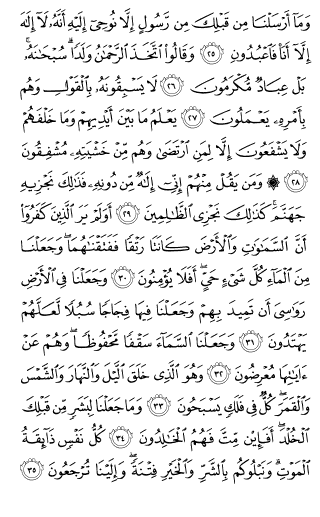 وَمَآ أَرْسَلْنَا مِن قَبْلِكَ مِن رَّسُولٍ إِلَّا نُوحِىٓ إِلَيْهِ أَنَّهُۥ لَآ إِلَٰهَ
إِلَّآ أَنَا۠ فَٱعْبُدُونِ ٢٥ وَقَالُوا۟ ٱتَّخَذَ ٱلرَّحْمَٰنُ وَلَدًا ۗ سُبْحَٰنَهُۥ ۚ
بَلْ عِبَادٌ مُّكْرَمُونَ ٢٦ لَا يَسْبِقُونَهُۥ بِٱلْقَوْلِ وَهُم
بِأَمْرِهِۦ يَعْمَلُونَ ٢٧ يَعْلَمُ مَا بَيْنَ أَيْدِيهِمْ وَمَا خَلْفَهُمْ
وَلَا يَشْفَعُونَ إِلَّا لِمَنِ ٱرْتَضَىٰ وَهُم مِّنْ خَشْيَتِهِۦ مُشْفِقُونَ
٢٨ ۞ وَمَن يَقُلْ مِنْهُمْ إِنِّىٓ إِلَٰهٌ مِّن دُونِهِۦ فَذَٰلِكَ نَجْزِيهِ
جَهَنَّمَ ۚ كَذَٰلِكَ نَجْزِى ٱلظَّٰلِمِينَ ٢٩ أَوَلَمْ يَرَ ٱلَّذِينَ كَفَرُوٓا۟
أَنَّ ٱلسَّمَٰوَٰتِ وَٱلْأَرْضَ كَانَتَا رَتْقًا فَفَتَقْنَٰهُمَا ۖ وَجَعَلْنَا
مِنَ ٱلْمَآءِ كُلَّ شَىْءٍ حَىٍّ ۖ أَفَلَا يُؤْمِنُونَ ٣٠ وَجَعَلْنَا فِى ٱلْأَرْضِ
رَوَٰسِىَ أَن تَمِيدَ بِهِمْ وَجَعَلْنَا فِيهَا فِجَاجًا سُبُلًا لَّعَلَّهُمْ
يَهْتَدُونَ ٣١ وَجَعَلْنَا ٱلسَّمَآءَ سَقْفًا مَّحْفُوظًا ۖ وَهُمْ عَنْ
ءَايَٰتِهَا مُعْرِضُونَ ٣٢ وَهُوَ ٱلَّذِى خَلَقَ ٱلَّيْلَ وَٱلنَّهَارَ وَٱلشَّمْسَ
وَٱلْقَمَرَ ۖ كُلٌّ فِى فَلَكٍ يَسْبَحُونَ ٣٣ وَمَا جَعَلْنَا لِبَشَرٍ مِّن قَبْلِكَ
ٱلْخُلْدَ ۖ أَفَإِي۟ن مِّتَّ فَهُمُ ٱلْخَٰلِدُونَ ٣٤ كُلُّ نَفْسٍ ذَآئِقَةُ
ٱلْمَوْتِ ۗ وَنَبْلُوكُم بِٱلشَّرِّ وَٱلْخَيْرِ فِتْنَةً ۖ وَإِلَيْنَا تُرْجَعُونَ ٣٥